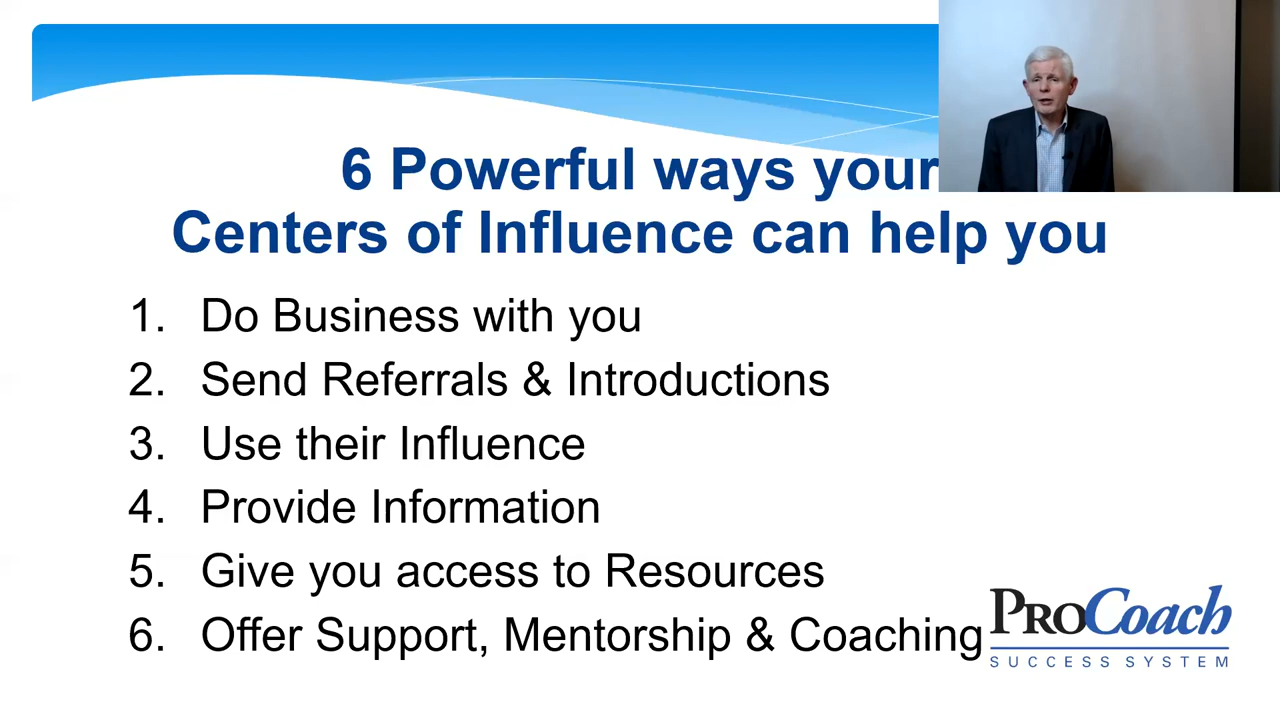 6 Powerful ways your
Centers of Influence can help you
1. Do Business with you
2. Send Referrals & Introductions
3. Use their Influence
4. Provide Information
5. Give you access to Resources
6. Offer Support, Mentorship & Coaching
PROCoach
SUCCESS SYSTEM